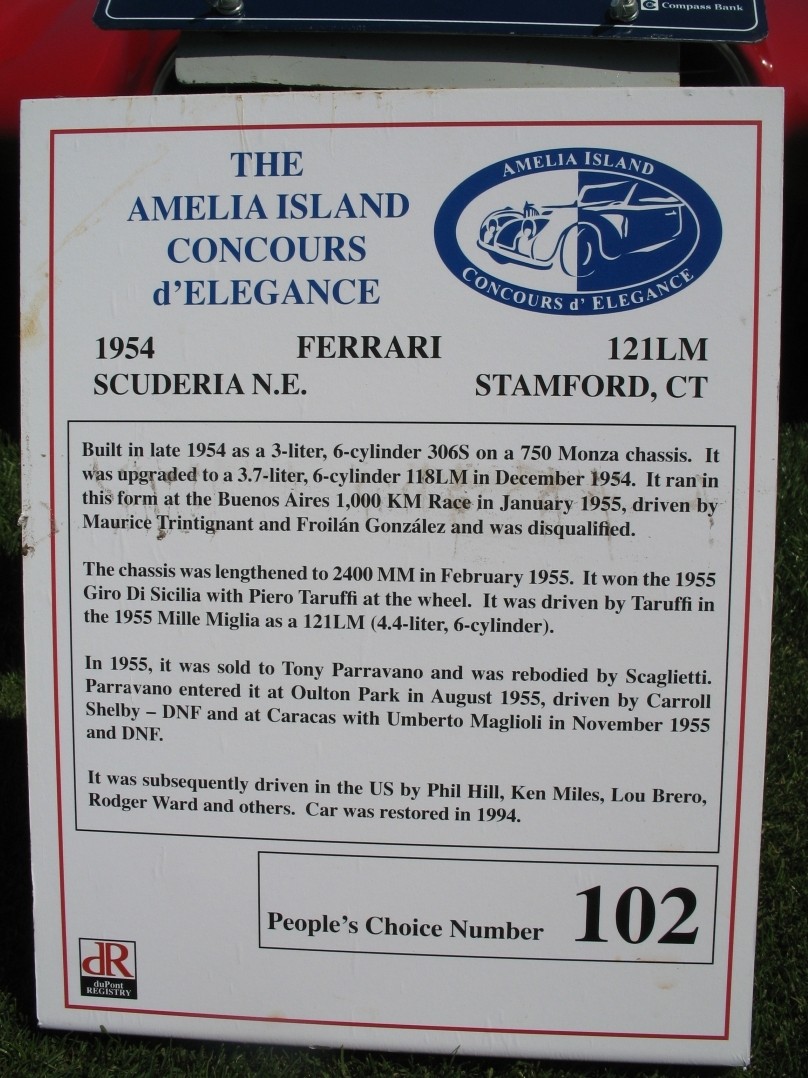 Compass Bank
THE
AMELIA ISLAND
CONCOURS
d'ELEGANCE
AMELIA ISLAND
CONCOURS d' ELEGANCE
1954 FERRARI 121LM
SCUDERIA N.E. STAMFORD, CT
Built in late 1954 as a 3-liter, 6-cylinder 306S on a 750 Monza chassis. It
was upgraded to a 3.7-liter, 6-cylinder 118LM in December 1954. It ran in
this form at the Buenos Aires 1,000 KM Race in January 1955, driven by
Maurice Trintignant and Froilán González and was disqualified.
The chassis was lengthened to 2400 MM in February 1955. It won the 1955
Giro Di Sicilia with Piero Taruffi at the wheel. It was driven by Taruffi in
the 1955 Mille Miglia as a 121LM (4.4-liter, 6-cylinder).
In 1955, it was sold to Tony Parravano and was rebodied by Scaglietti.
Parravano entered it at Oulton Park in August 1955, driven by Carroll
Shelby – DNF and at Caracas with Umberto Maglioli in November 1955
and DNF.
It was subsequently driven in the US by Phil Hill, Ken Miles, Lou Brero,
Rodger Ward and others. Car was restored in 1994.
People's Choice Number 102
dR
duPont
REGISTRY